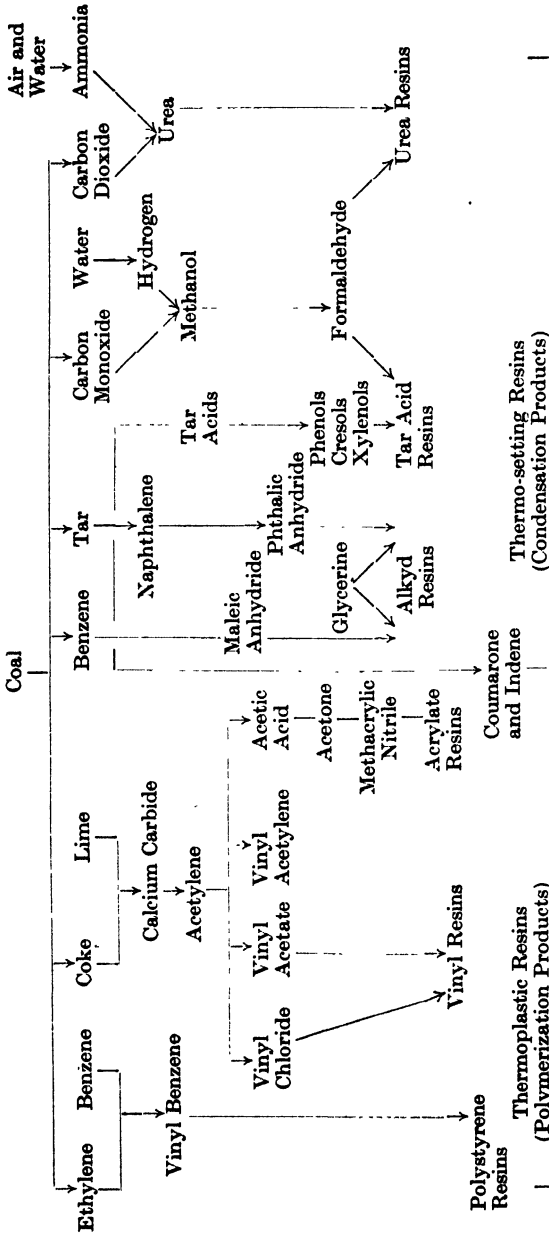 Coal
Ethylene Benzene Coke Lime Benzene Tar Carbon Monoxide Water Carbon Dioxide Air and Water
Vinyl Benzene Calcium Carbide Naphthalene Hydrogen Ammonia
Acetylene Tar Acids Methanol Urea
Vinyl Chloride Vinyl Acetate Vinyl Acetylene Acetic Acid Maleic Anhydride Phthalic Anhydride
Acetone Glycerine Phenols Cresols Xylenols Formaldehyde
Methacrylic Nitrile
Vinyl Resins Acrylate Resins Alkyd Resins Tar Acid Resins Urea Resins
Polystyrene Resins Coumarone and Indene
Thermoplastic Resins Thermo-setting Resins
(Polymerization Products) (Condensation Products)